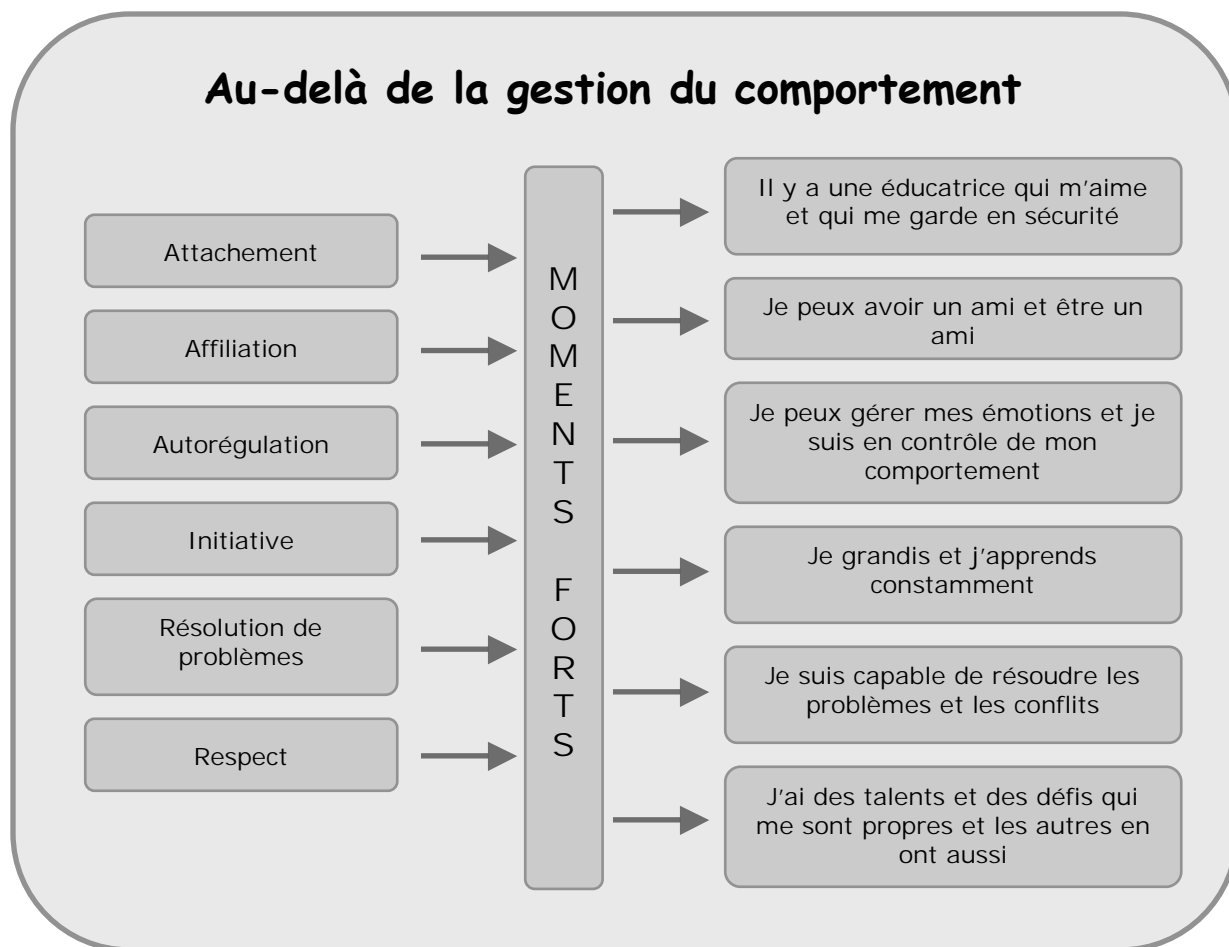 Au-delà de la gestion du comportement
Attachement
Affiliation
Autorégulation
Initiative
Résolution de
problèmes
Respect
MOMENTS FORTS
Il y a une éducatrice qui m'aime
et qui me garde en sécurité
Je peux avoir un ami et être un
ami
Je peux gérer mes émotions et je
suis en contrôle de mon
comportement
Je grandis et j'apprends
constamment
Je suis capable de résoudre les
problèmes et les conflits
J'ai des talents et des défis qui
me sont propres et les autres en
ont aussi